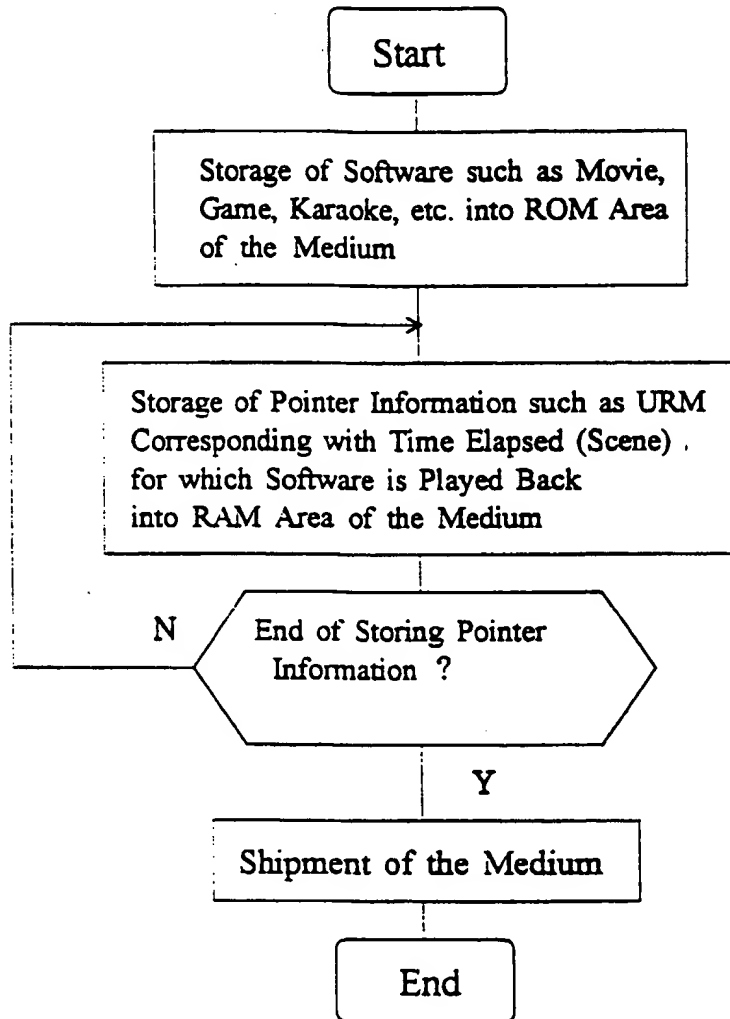 Start
Storage of Software such as Movie,
Game, Karaoke, etc. into ROM Area
of the Medium
Storage of Pointer Information such as URM
Corresponding with Time Elapsed (Scene)
for which Software is Played Back
into RAM Area of the Medium
N
End of Storing Pointer
Information ?
Y
Shipment of the Medium
End